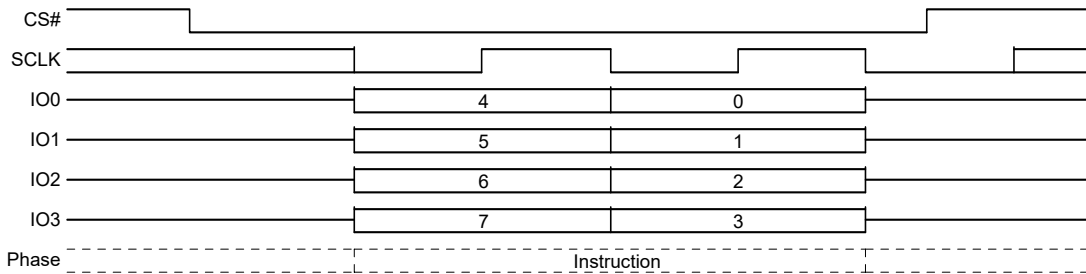 CS#
SCLK
IO0 4 0
IO1 5 1
IO2 6 2
IO3 7 3
Phase Instruction